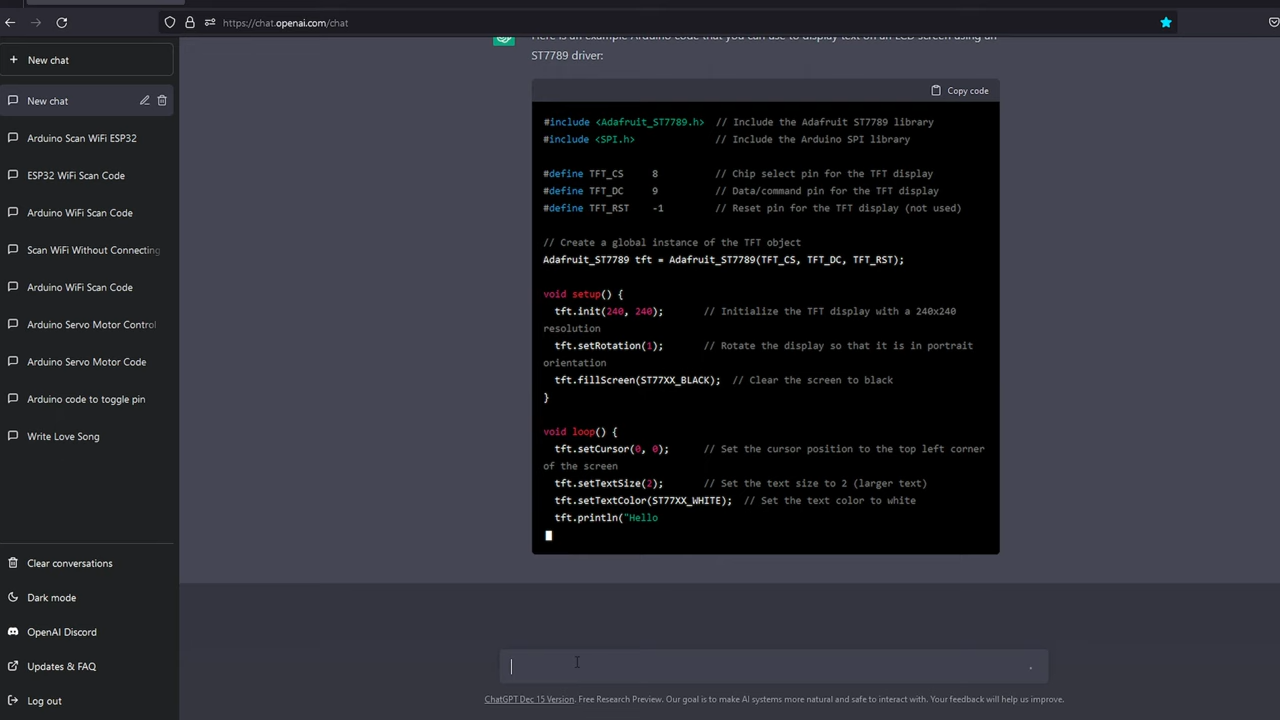 https://chat.openai.com/chat
New chat
New chat
Arduino Scan WiFi ESP32
ESP32 WiFi Scan Code
Arduino WiFi Scan Code
Scan WiFi Without Connecting
Arduino WiFi Scan Code
Arduino Servo Motor Control
Arduino Servo Motor Code
Arduino code to toggle pin
Write Love Song
Clear conversations
Dark mode
OpenAI Discord
Updates & FAQ
Log out
Here is an example Arduino code that you can use to display text on an LCD screen using an
ST7789 driver:
Copy code
#include <Adafruit_ST7789.h>  // Include the Adafruit ST7789 library
#include <SPI.h>              // Include the Arduino SPI library
#define TFT_CS     8          // Chip select pin for the TFT display
#define TFT_DC     9          // Data/command pin for the TFT display
#define TFT_RST    -1         // Reset pin for the TFT display (not used)
// Create a global instance of the TFT object
Adafruit_ST7789 tft = Adafruit_ST7789(TFT_CS, TFT_DC, TFT_RST);
void setup() {
  tft.init(240, 240);       // Initialize the TFT display with a 240x240
resolution
  tft.setRotation(1);       // Rotate the display so that it is in portrait
orientation
  tft.fillScreen(ST77XX_BLACK);  // Clear the screen to black
}
void loop() {
  tft.setCursor(0, 0);      // Set the cursor position to the top left corner
of the screen
  tft.setTextSize(2);       // Set the text size to 2 (larger text)
  tft.setTextColor(ST77XX_WHITE);  // Set the text color to white
  tft.println("Hello
ChatGPT Dec 15 Version. Free Research Preview. Our goal is to make AI systems more natural and safe to interact with. Your feedback will help us improve.